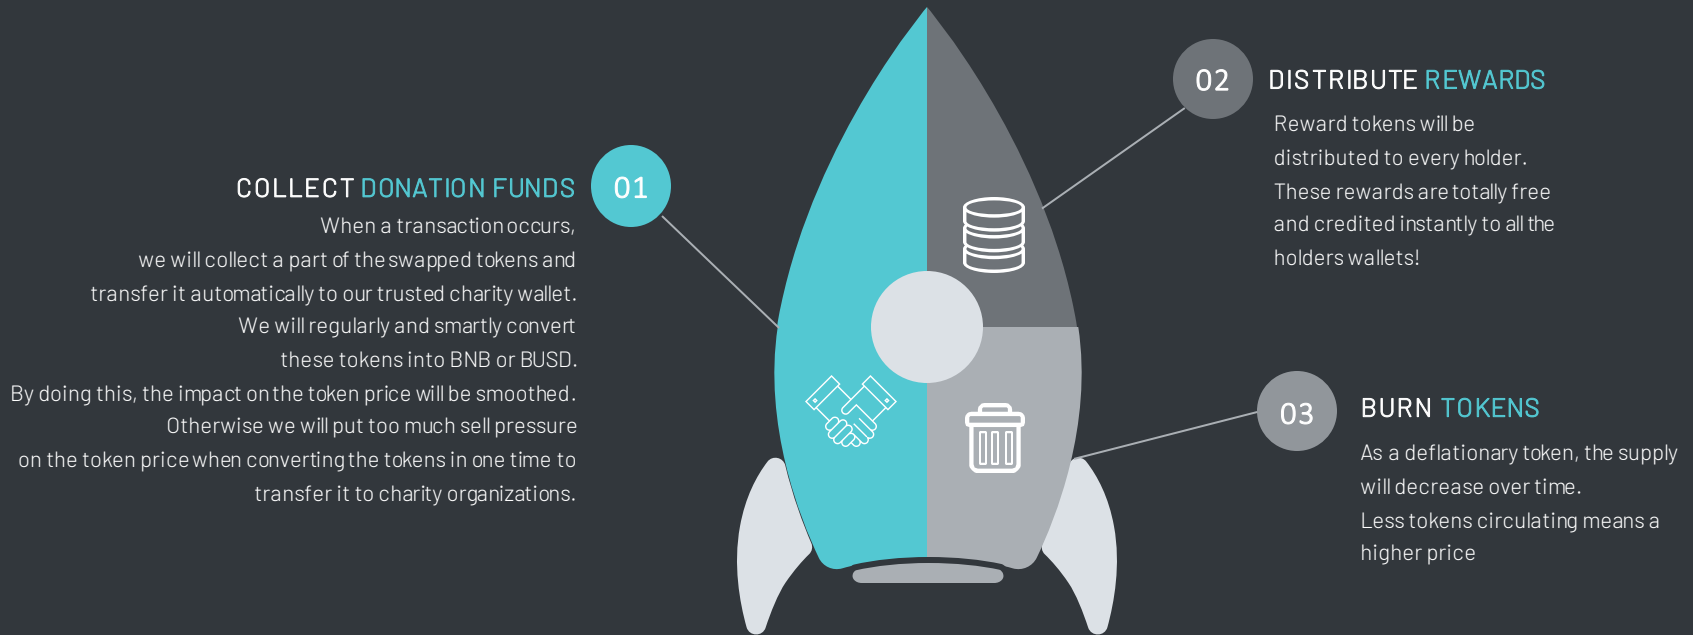 01
COLLECT DONATION FUNDS
When a transaction occurs,
we will collect a part of the swapped tokens and
transfer it automatically to our trusted charity wallet.
We will regularly and smartly convert
these tokens into BNB or BUSD.
By doing this, the impact on the token price will be smoothed.
Otherwise we will put too much sell pressure
on the token price when converting the tokens in one time to
transfer it to charity organizations.
02
DISTRIBUTE REWARDS
Reward tokens will be
distributed to every holder.
These rewards are totally free
and credited instantly to all the
holders wallets!
03
BURN TOKENS
As a deflationary token, the supply
will decrease over time.
Less tokens circulating means a
higher price